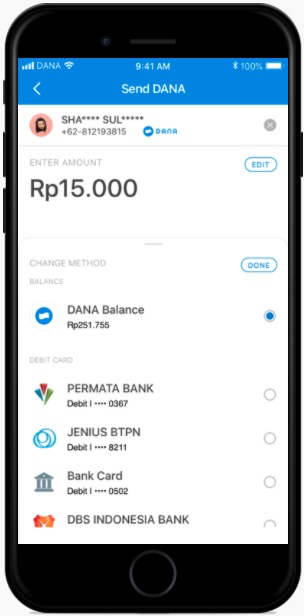 DANA
9:41 AM
100%
Send DANA
SHA**** SUL*****
+62-812193815 DANA
ENTER AMOUNT
EDIT
Rp15.000
CHANGE METHOD
DONE
BALANCE
DANA Balance
Rp251.755
DEBIT CARD
PERMATA BANK
Debit | •••• 0367
JENIUS BTPN
Debit | •••• 8211
Bank Card
Debit | •••• 0502
DBS INDONESIA BANK